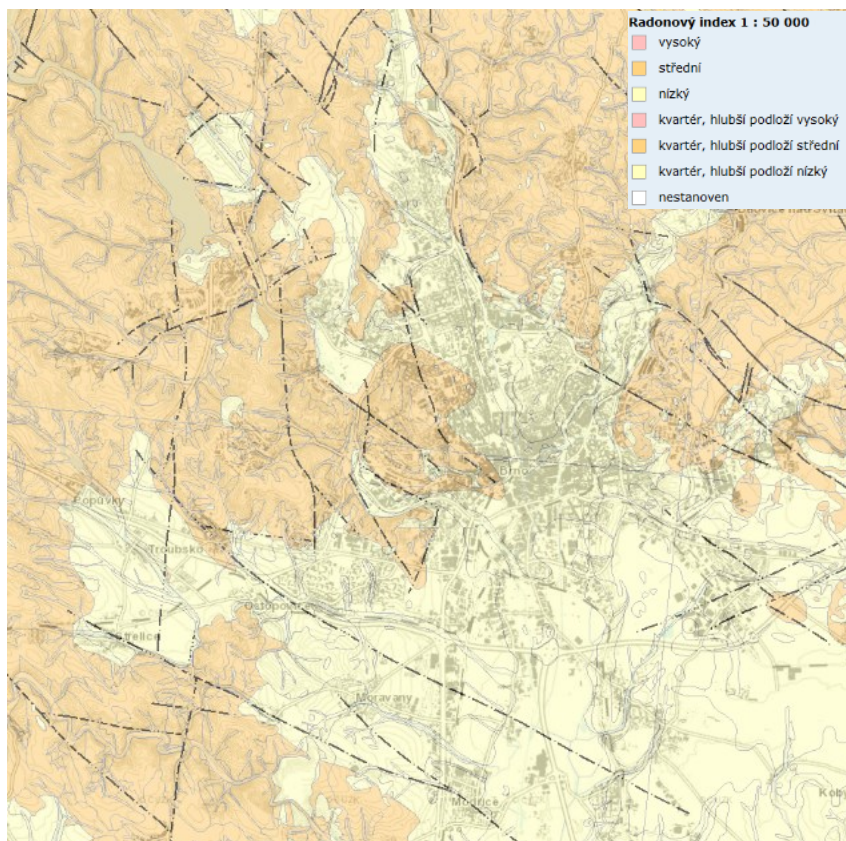 Radonový index 1 : 50 000
vysoký
střední
nízký
kvartér, hlubší podloží vysoký
kvartér, hlubší podloží střední
kvartér, hlubší podloží nízký
nestanoven
Brno
Popůvky
Troubsko
Ostopovice
Střelice
Moravany
Modřice
Koby